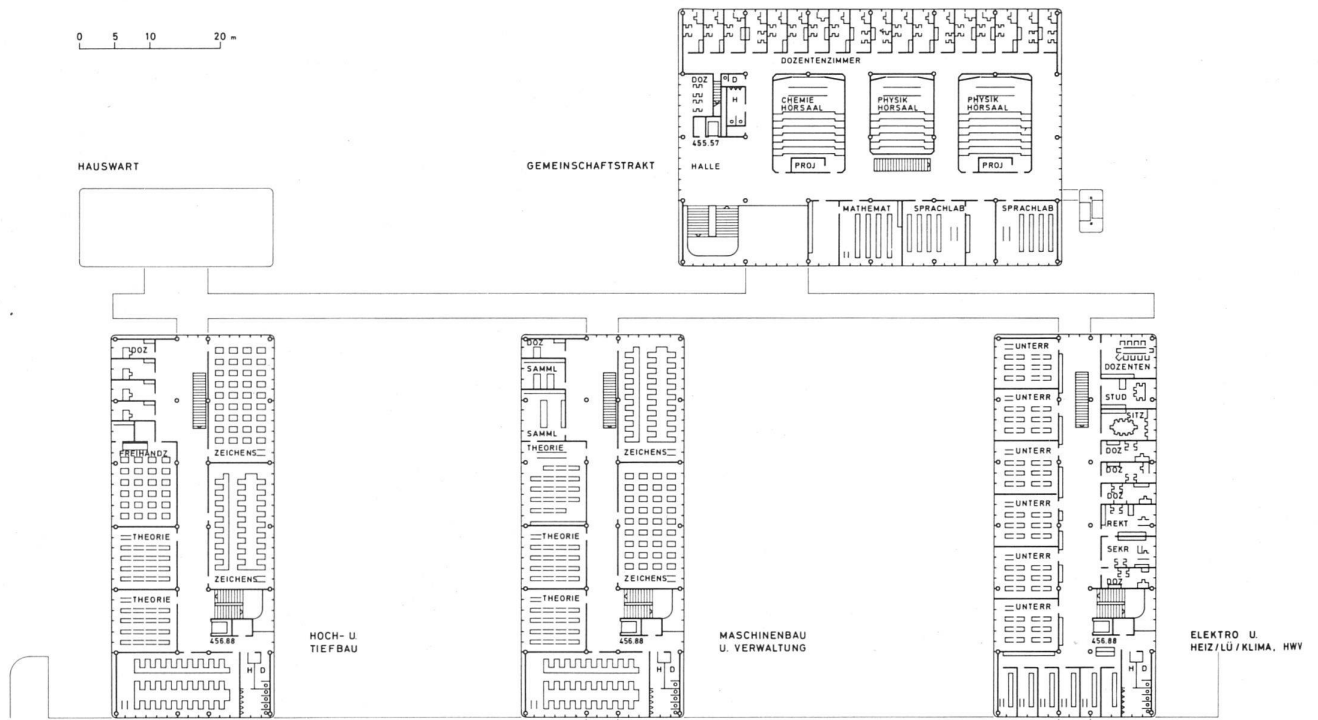 0 5 10 20 m
HAUSWART
GEMEINSCHAFTSTRAKT
DOZENTENZIMMER
DOZ
D
H
455.57
HALLE
CHEMIE
HÖRSAAL
PROJ
PHYSIK
HÖRSAAL
PHYSIK
HÖRSAAL
PROJ
MATHEMAT
SPRACHLAB
SPRACHLAB
DOZ
FREIHANDZ
THEORIE
THEORIE
ZEICHENS
ZEICHENS
456.88
H D
HOCH- U.
TIEFBAU
DOZ
SAMML
SAMML
THEORIE
THEORIE
THEORIE
ZEICHENS
ZEICHENS
456.88
H D
MASCHINENBAU
U. VERWALTUNG
UNTERR
UNTERR
UNTERR
UNTERR
UNTERR
UNTERR
DOZENTEN
STUD
SITZ
DOZ
DOZ
DOZ
REKT
SEKR
DOZ
456.88
H D
ELEKTRO U.
HEIZ/LÜ/KLIMA, HWV